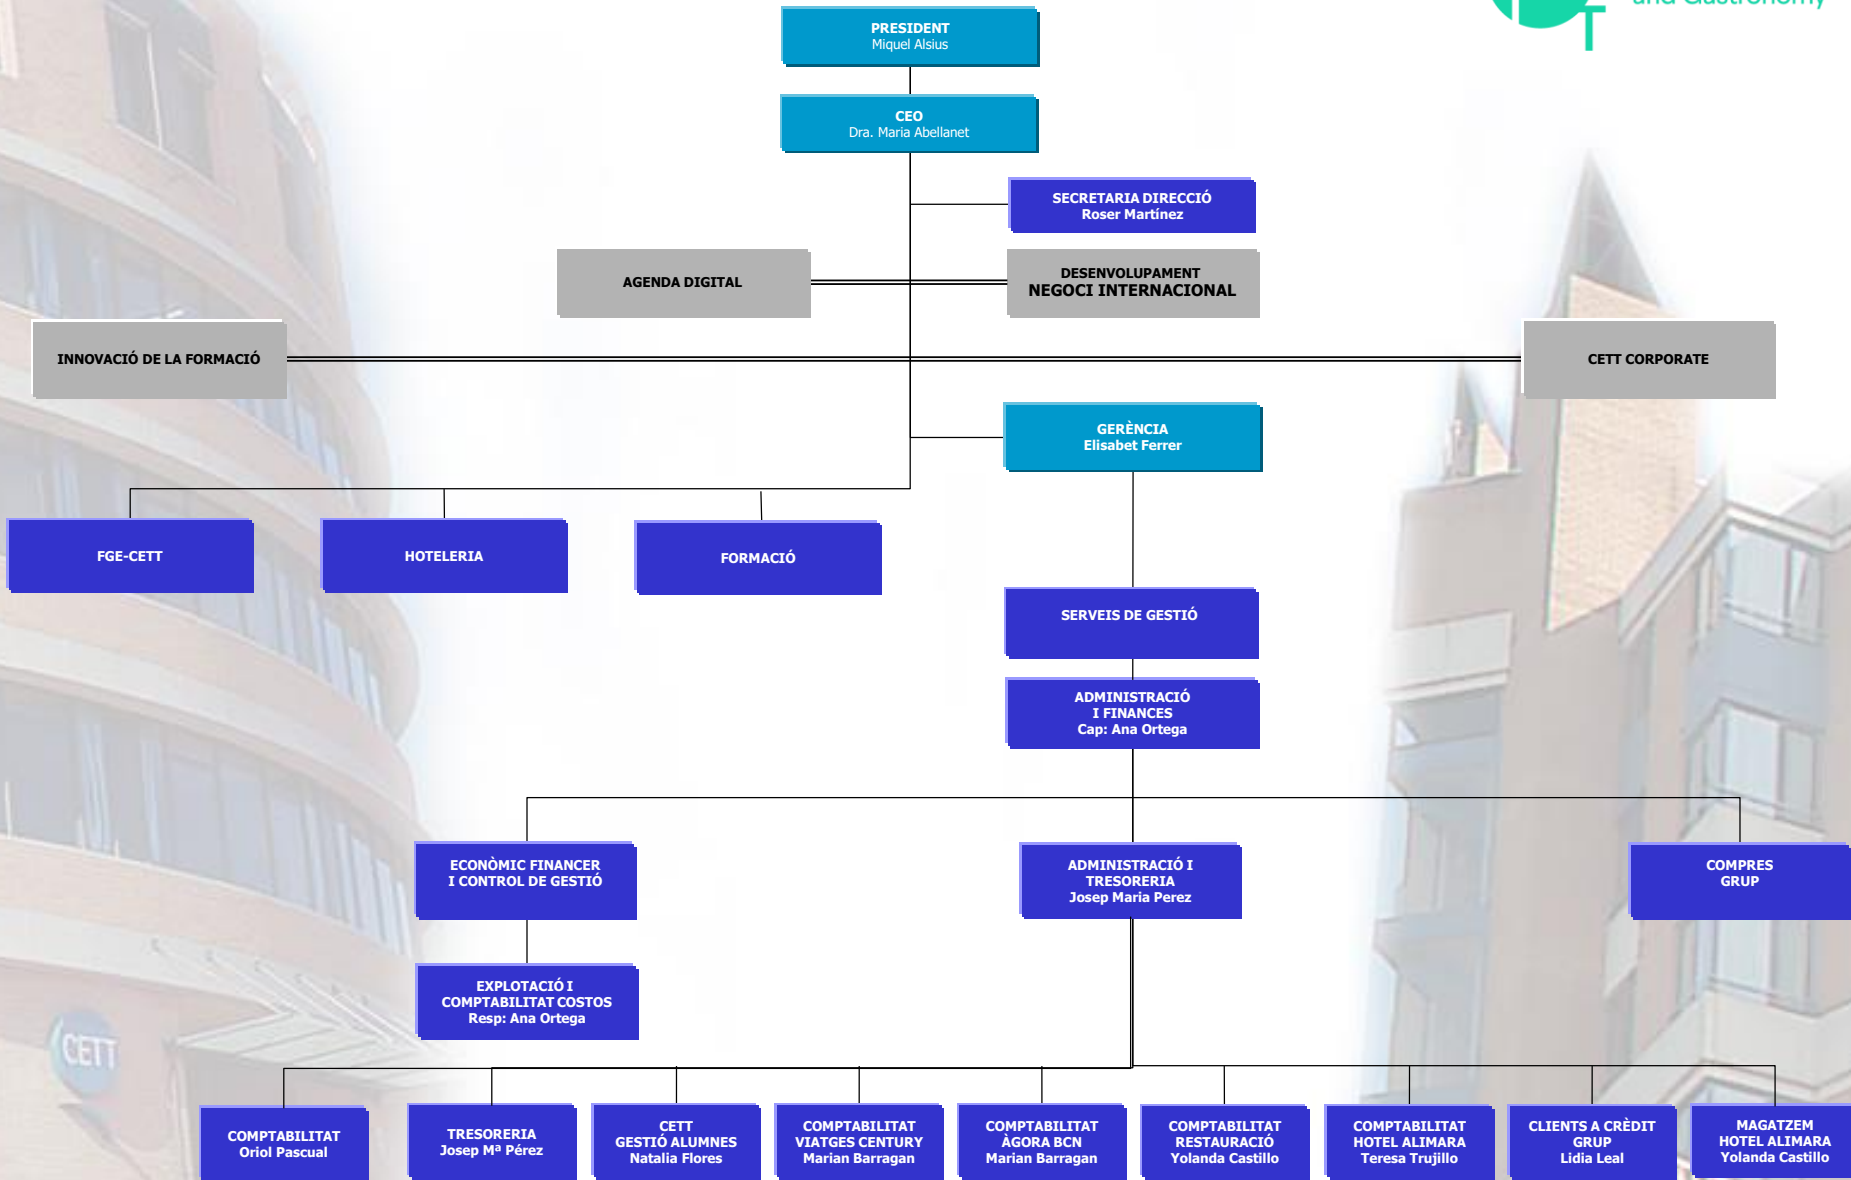 and Gastronomy
T
PRESIDENT
Miquel Alsius
CEO
Dra. Maria Abellanet
SECRETARIA DIRECCIÓ
Roser Martínez
AGENDA DIGITAL
DESENVOLUPAMENT
NEGOCI INTERNACIONAL
INNOVACIÓ DE LA FORMACIÓ
CETT CORPORATE
GERÈNCIA
Elisabet Ferrer
FGE-CETT
HOTELERIA
FORMACIÓ
SERVEIS DE GESTIÓ
ADMINISTRACIÓ
I FINANCES
Cap: Ana Ortega
ECONÒMIC FINANCER
I CONTROL DE GESTIÓ
ADMINISTRACIÓ I
TRESORERIA
Josep Maria Perez
COMPRES
GRUP
EXPLOTACIÓ I
COMPTABILITAT COSTOS
Resp: Ana Ortega
CETT
COMPTABILITAT
Oriol Pascual
TRESORERIA
Josep Mª Pérez
CETT
GESTIÓ ALUMNES
Natalia Flores
COMPTABILITAT
VIATGES CENTURY
Marian Barragan
COMPTABILITAT
ÀGORA BCN
Marian Barragan
COMPTABILITAT
RESTAURACIÓ
Yolanda Castillo
COMPTABILITAT
HOTEL ALIMARA
Teresa Trujillo
CLIENTS A CRÈDIT
GRUP
Lidia Leal
MAGATZEM
HOTEL ALIMARA
Yolanda Castillo